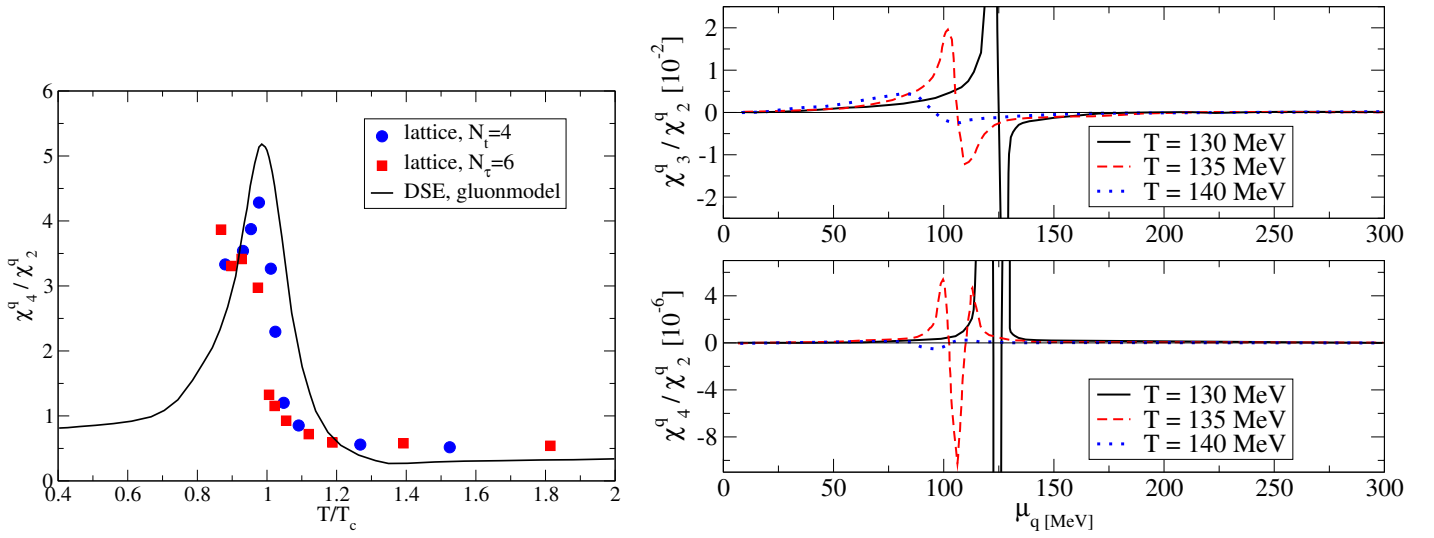 6
5
4
3
2
1
0
χ^q_4 / χ^q_2
lattice, N_t=4
lattice, N_τ=6
DSE, gluonmodel
0.4 0.6 0.8 1 1.2 1.4 1.6 1.8 2
T/T_c
2
1
0
-1
-2
χ^q_3 / χ^q_2 [10^-2]
T = 130 MeV
T = 135 MeV
T = 140 MeV
0 50 100 150 200 250 300
4
0
-4
-8
χ^q_4 / χ^q_2 [10^-6]
T = 130 MeV
T = 135 MeV
T = 140 MeV
0 50 100 150 200 250 300
μ_q [MeV]